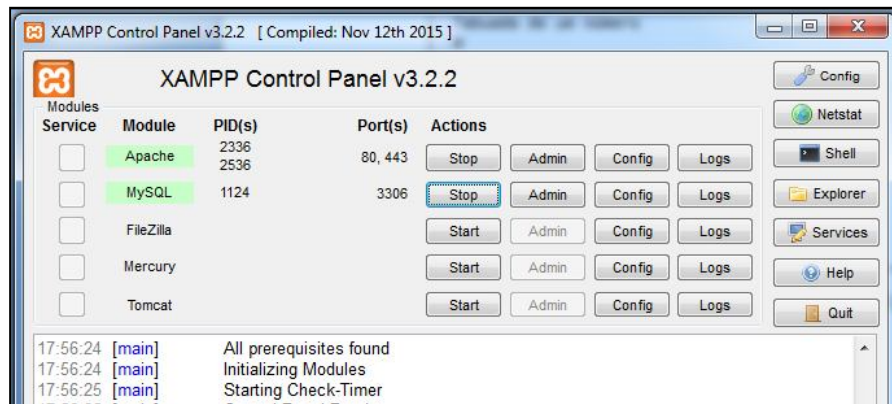 XAMPP Control Panel v3.2.2 [ Compiled: Nov 12th 2015 ]
XAMPP Control Panel v3.2.2
Config
Modules
Service Module PID(s) Port(s) Actions
Netstat
Apache 2336 2536 80, 443 Stop Admin Config Logs
Shell
MySQL 1124 3306 Stop Admin Config Logs
Explorer
FileZilla Start Admin Config Logs
Services
Mercury Start Admin Config Logs
Help
Tomcat Start Admin Config Logs
Quit
17:56:24 [main] All prerequisites found
17:56:24 [main] Initializing Modules
17:56:25 [main] Starting Check-Timer